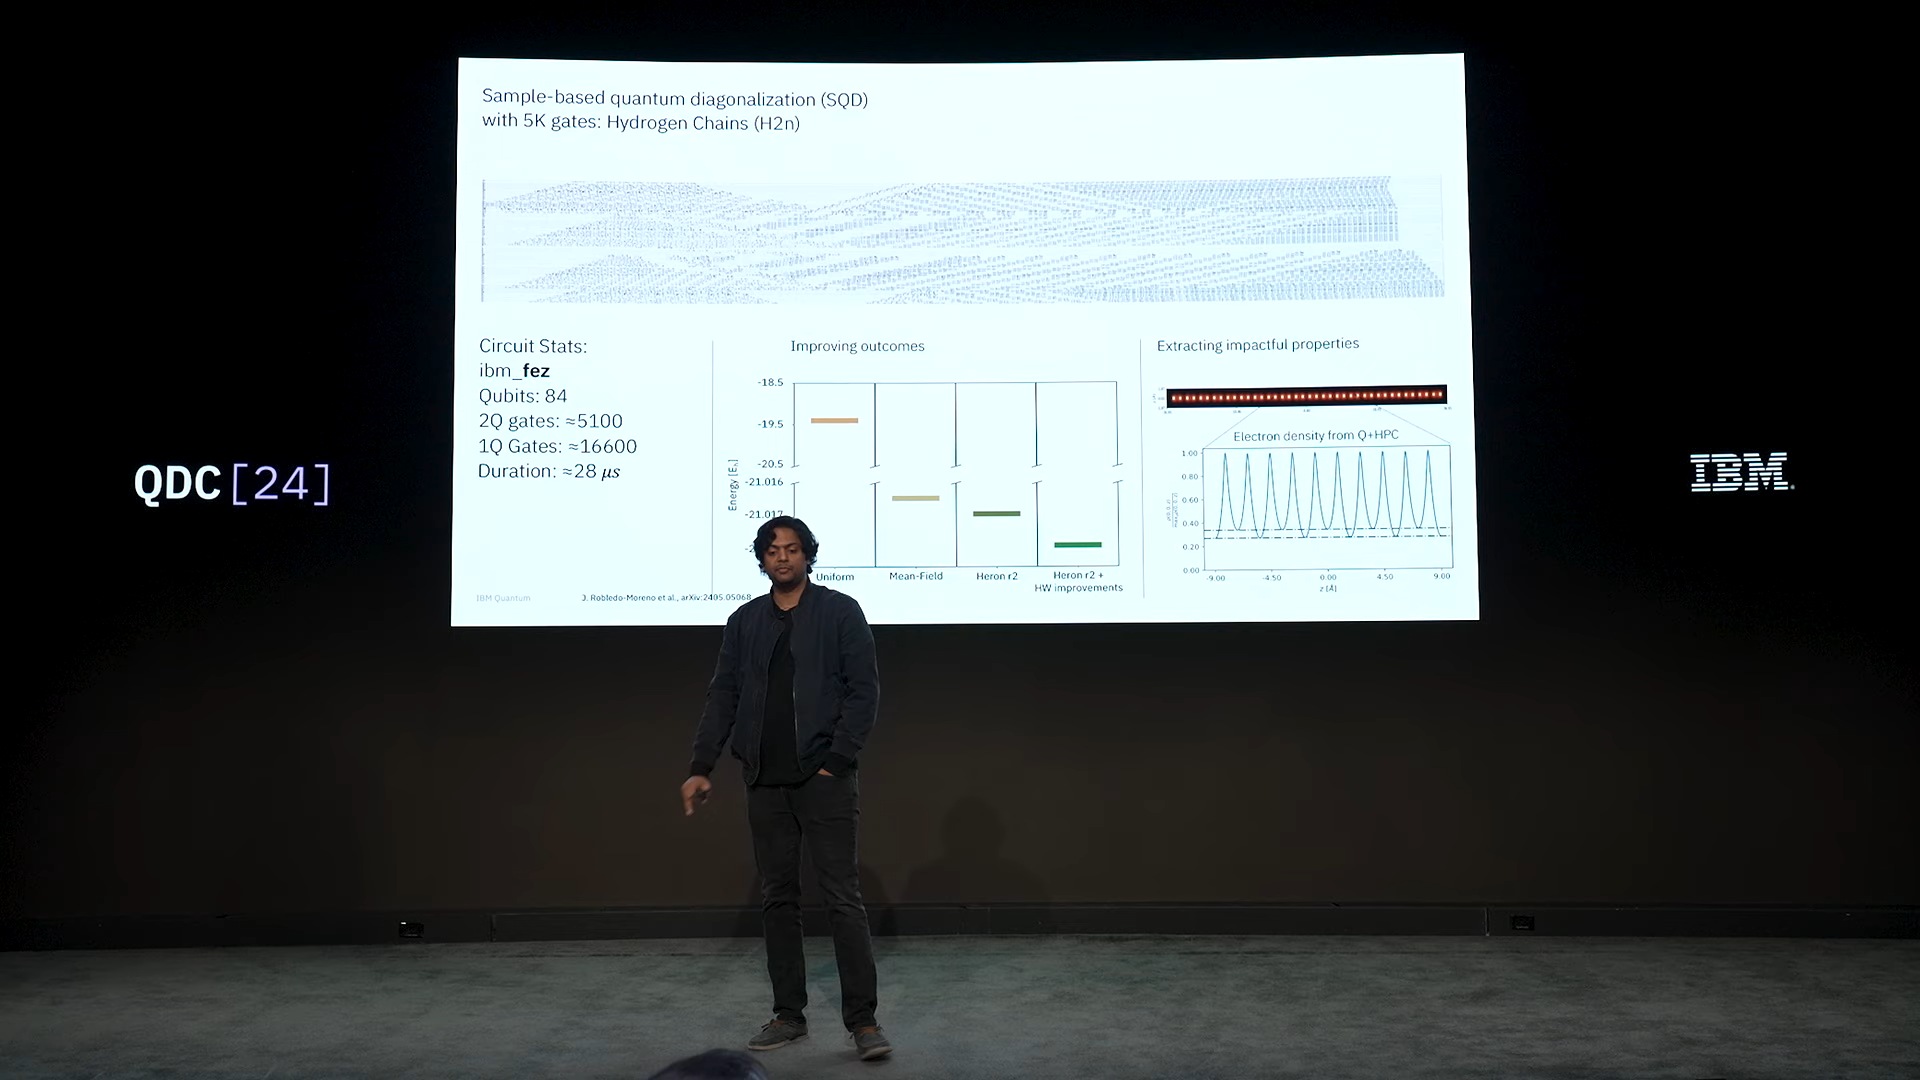 Sample-based quantum diagonalization (SQD)
with 5K gates: Hydrogen Chains (H2n)
Circuit Stats:
ibm_fez
Qubits: 84
2Q gates: ≈5100
1Q Gates: ≈16600
Duration: ≈28 μs
Improving outcomes
-18.5
-19.5
-20.5
-21.016
-21.017
Energy [Eh]
Uniform
Mean-Field
Heron r2
Heron r2 +
HW improvements
Extracting impactful properties
Electron density from Q+HPC
1.00
0.80
0.60
0.40
0.20
0.00
-9.00
-4.50
0.00
4.50
9.00
z [Å]
IBM Quantum
J. Robledo-Moreno et al., arXiv:2405.05068
QDC [24]
IBM